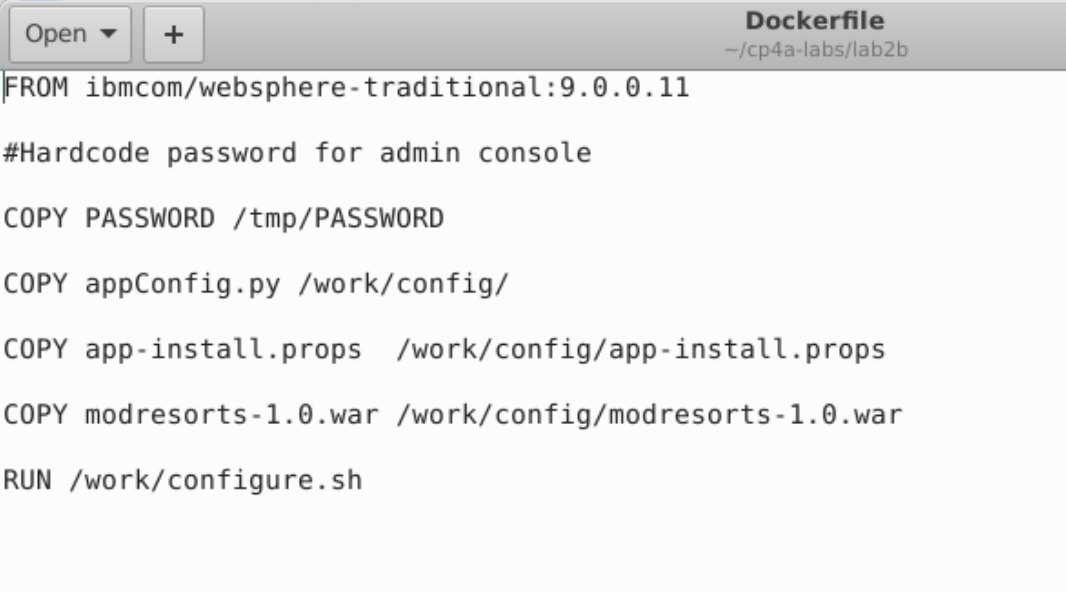 Open
+
Dockerfile
~/cp4a-labs/lab2b
FROM ibmcom/websphere-traditional:9.0.0.11
#Hardcode password for admin console
COPY PASSWORD /tmp/PASSWORD
COPY appConfig.py /work/config/
COPY app-install.props  /work/config/app-install.props
COPY modresorts-1.0.war /work/config/modresorts-1.0.war
RUN /work/configure.sh